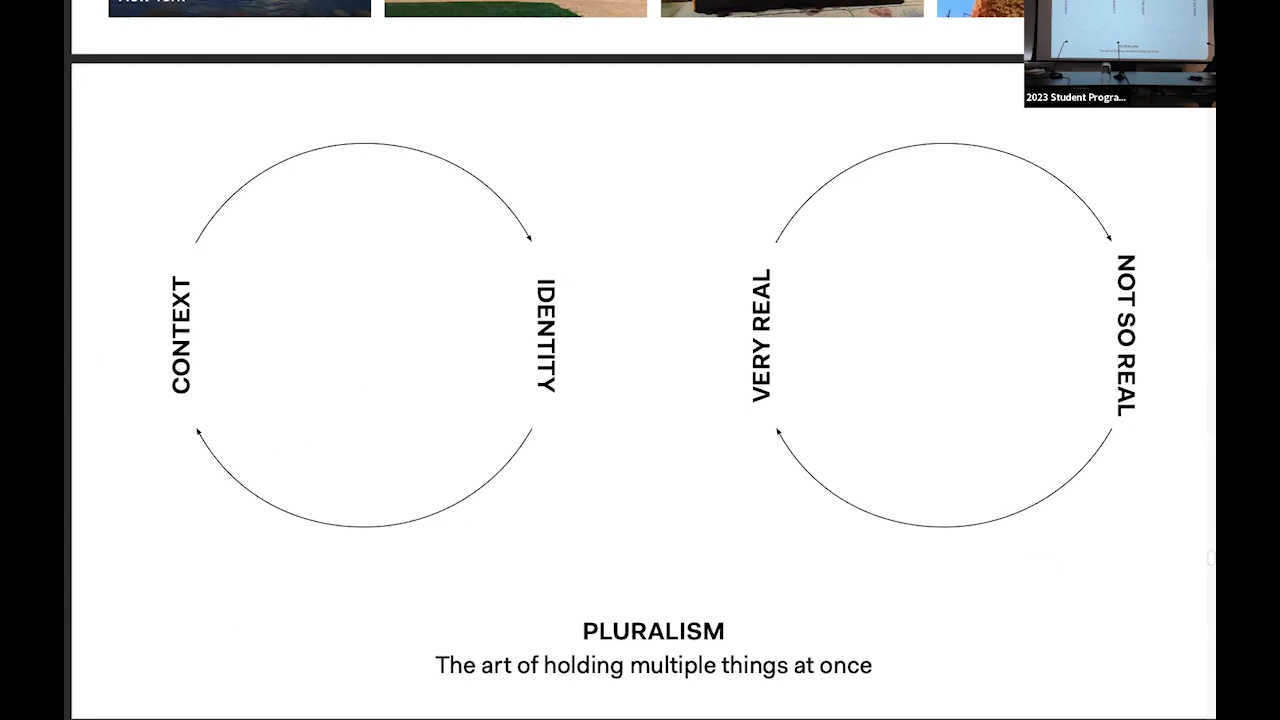 2023 Student Progra...
CONTEXT
IDENTITY
VERY REAL
NOT SO REAL
PLURALISM
The art of holding multiple things at once